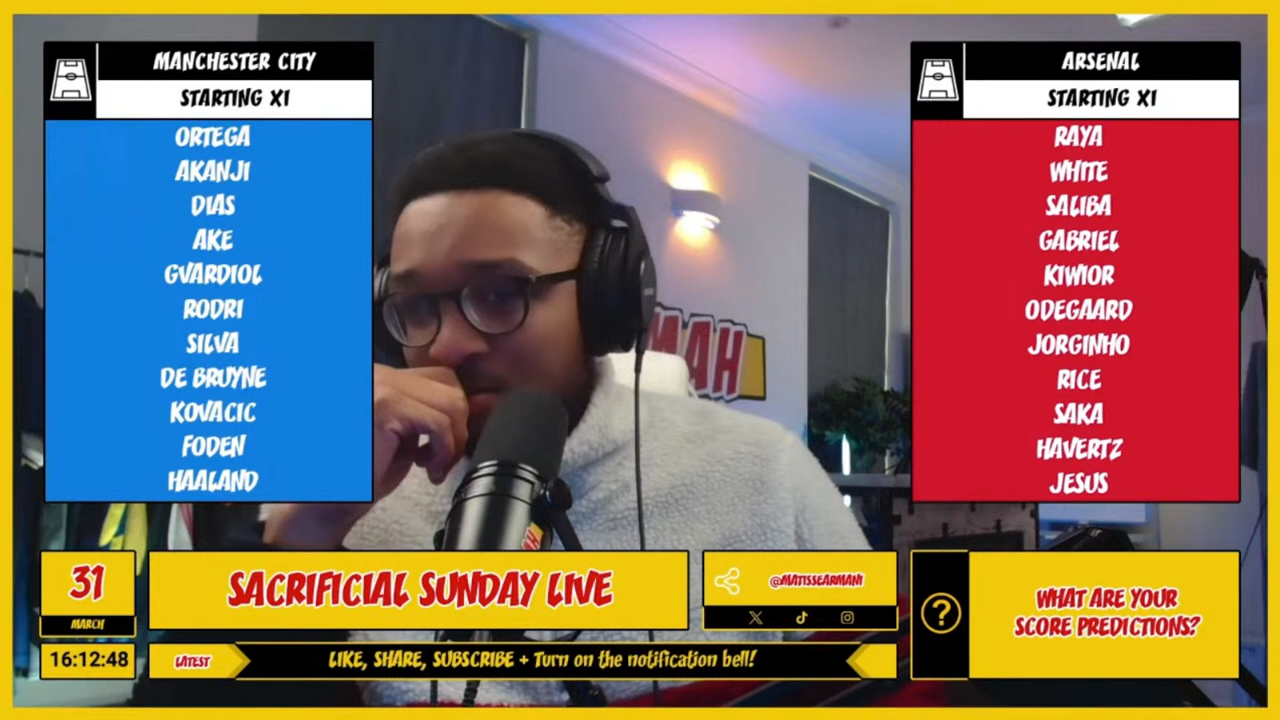 MANCHESTER CITY
STARTING XI
ORTEGA
AKANJI
DIAS
AKE
GVARDIOL
RODRI
SILVA
DE BRUYNE
KOVACIC
FODEN
HAALAND
ARSENAL
STARTING XI
RAYA
WHITE
SALIBA
GABRIEL
KIWIOR
ODEGAARD
JORGINHO
RICE
SAKA
HAVERTZ
JESUS
MAH
AH
31
MARCH
16:12:48
SACRIFICIAL SUNDAY LIVE
@MATISSEARMANI
LATEST
LIKE, SHARE, SUBSCRIBE + Turn on the notification bell!
?
WHAT ARE YOUR
SCORE PREDICTIONS?